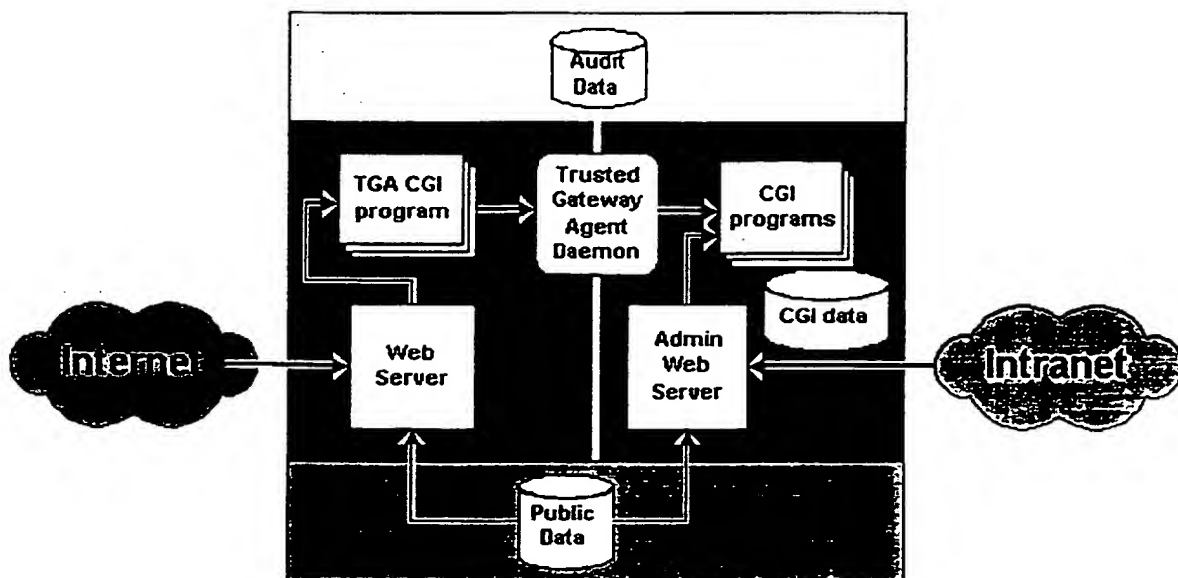 Audit
Data
TGA CGI
program
Trusted
Gateway
Agent
Daemon
CGI
programs
CGI data
Internet
Web
Server
Admin
Web
Server
Intranet
Public
Data